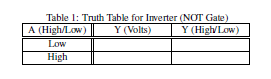 Table 1: Truth Table for Inverter (NOT Gate)
A (High/Low) Y (Volts) Y (High/Low)
Low
High